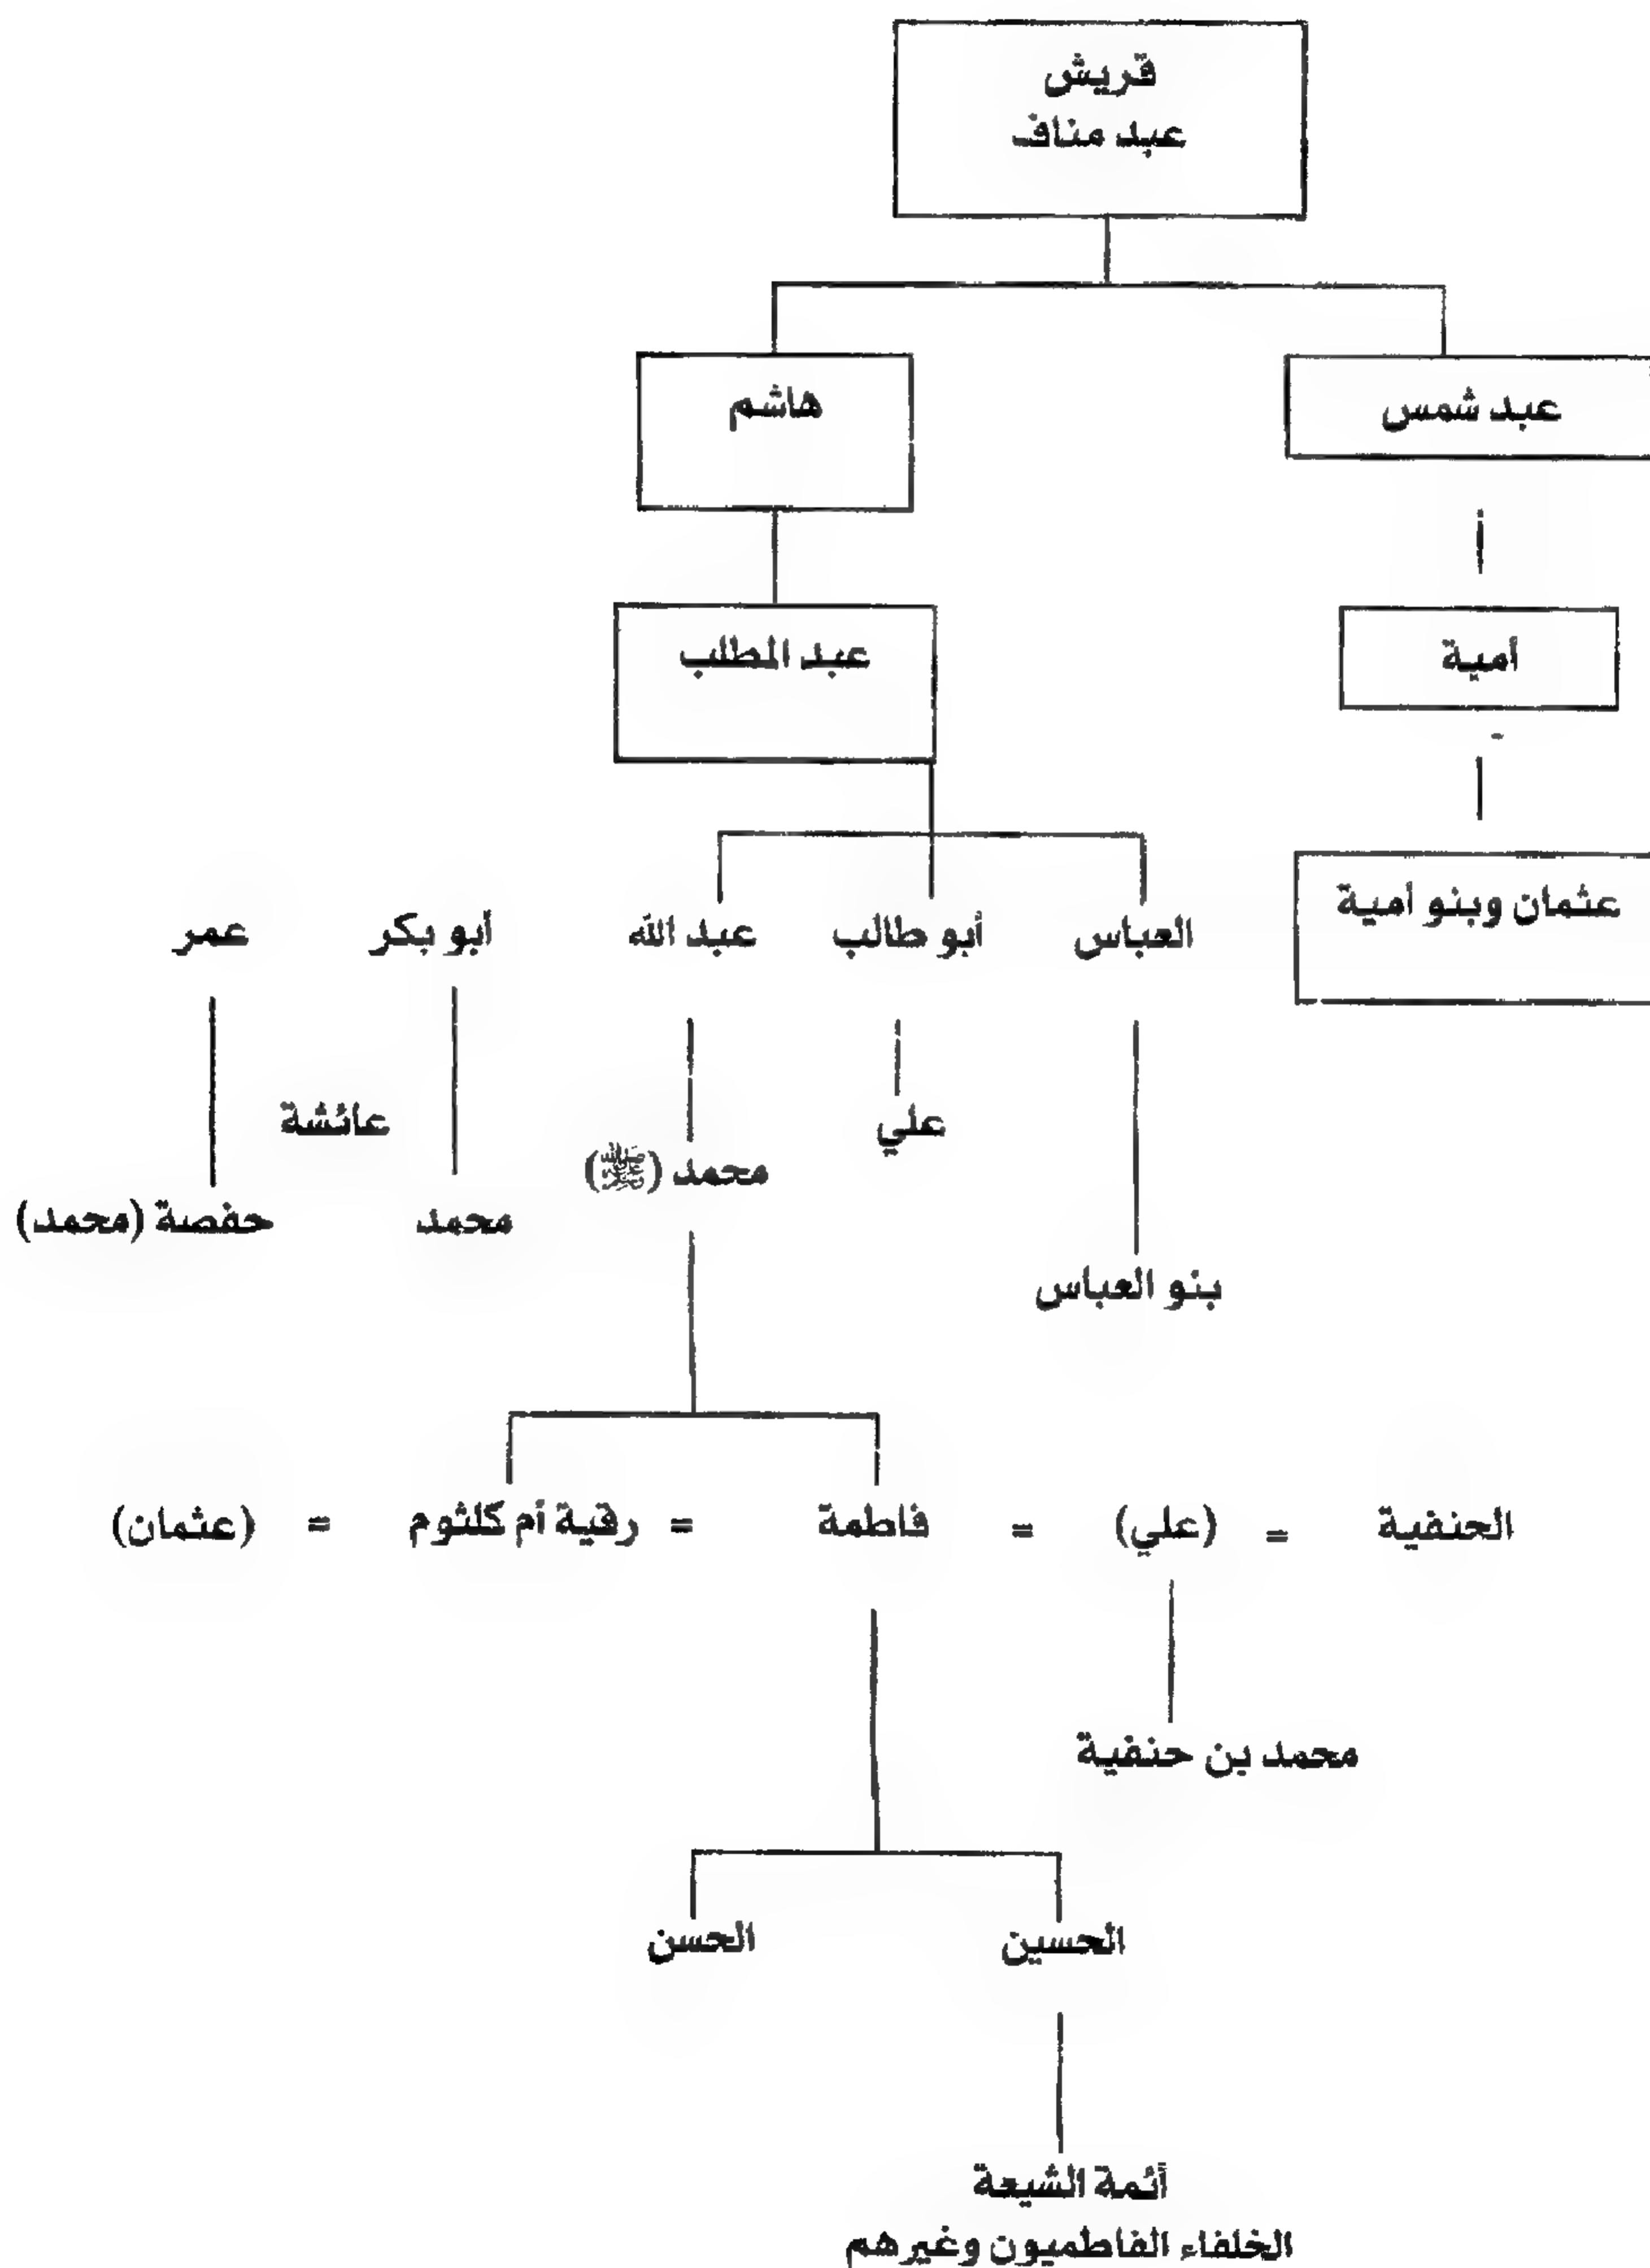 قريش
عبد مناف
عبد شمس
هاشم
أمية
عبد المطلب
عثمان وبنو أمية
العباس
أبو طالب
عبد الله
أبو بكر
عمر
علي
عائشة
محمد (ﷺ)
محمد
حفصة (محمد)
بنو العباس
الحنفية = (علي) = فاطمة = رقية أم كلثوم = (عثمان)
محمد بن حنفية
الحسين
الحسن
أئمة الشيعة
الخلفاء الفاطميون وغيرهم